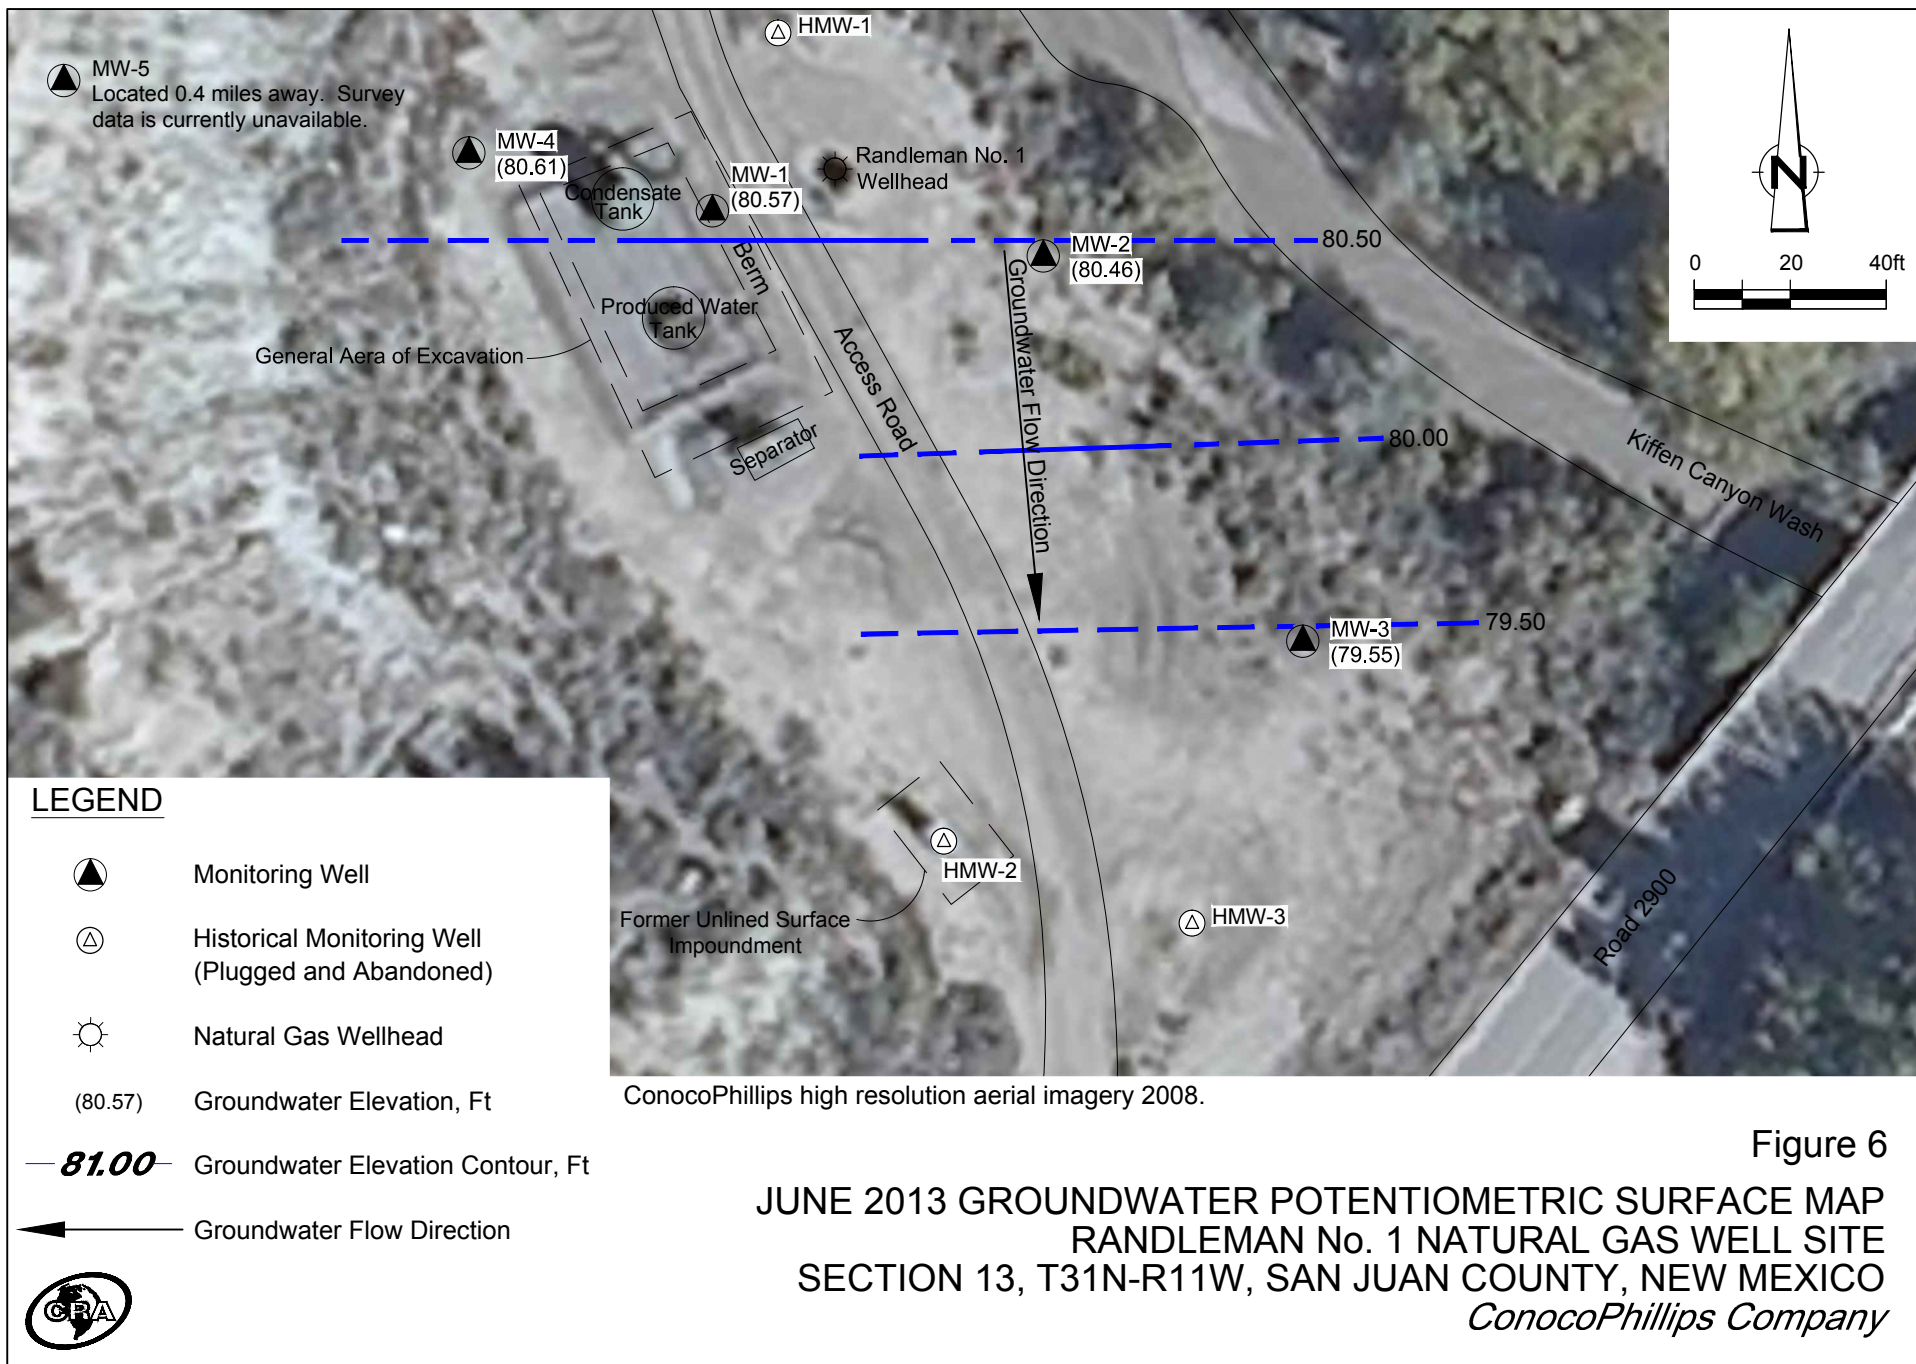 HMW-1
MW-5
Located 0.4 miles away. Survey
data is currently unavailable.
MW-4
(80.61)
MW-1
(80.57)
Randleman No. 1
Wellhead
Condensate
Tank
Berm
MW-2
(80.46)
80.50
N
0 20 40ft
Produced Water
Tank
General Aera of Excavation
Access Road
Groundwater Flow Direction
Separator
80.00
Kiffen Canyon Wash
79.50
MW-3
(79.55)
HMW-2
Former Unlined Surface
Impoundment
HMW-3
Road 2900
LEGEND
Monitoring Well
Historical Monitoring Well
(Plugged and Abandoned)
Natural Gas Wellhead
(80.57) Groundwater Elevation, Ft
81.00 Groundwater Elevation Contour, Ft
Groundwater Flow Direction
CRA
ConocoPhillips high resolution aerial imagery 2008.
Figure 6
JUNE 2013 GROUNDWATER POTENTIOMETRIC SURFACE MAP
RANDLEMAN No. 1 NATURAL GAS WELL SITE
SECTION 13, T31N-R11W, SAN JUAN COUNTY, NEW MEXICO
ConocoPhillips Company